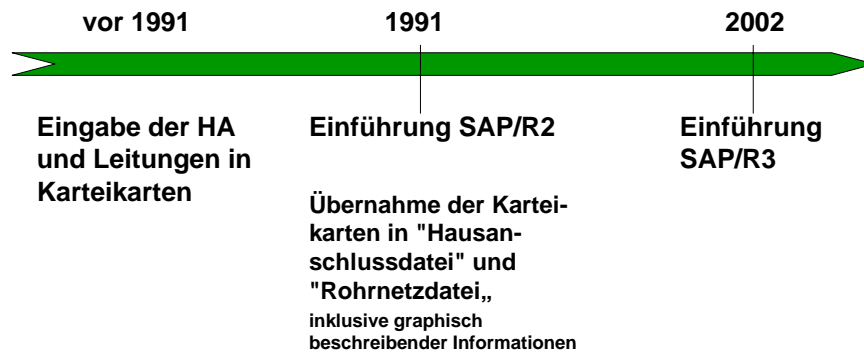 vor 1991
1991
2002
Eingabe der HA
und Leitungen in
Karteikarten
Einführung SAP/R2
Übernahme der Kartei-
karten in "Hausan-
schlussdatei" und
"Rohrnetzdatei„
inklusive graphisch
beschreibender Informationen
Einführung
SAP/R3